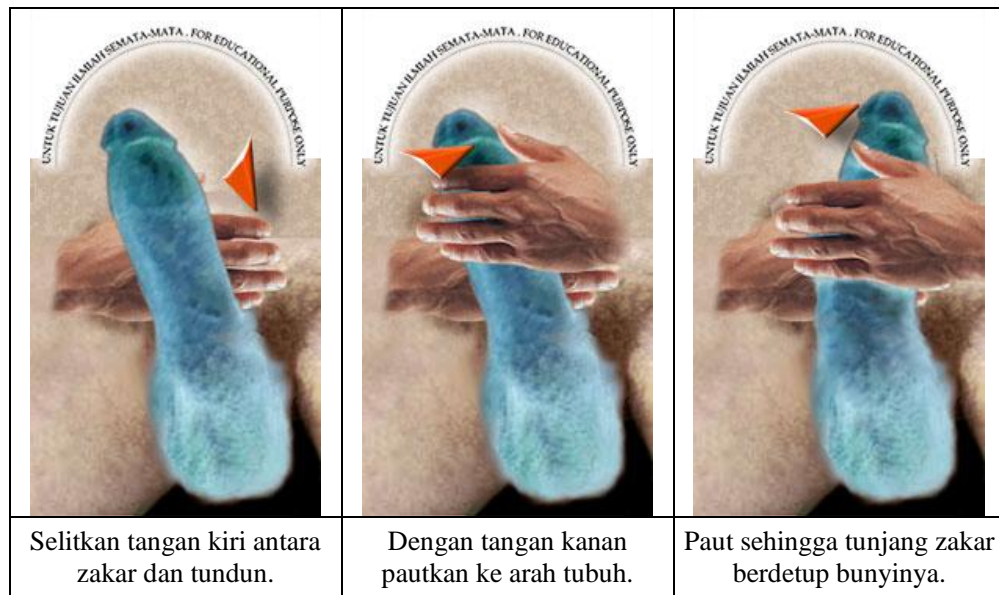 UNTUK TUJUAN ILMIAH SEMATA-MATA . FOR EDUCATIONAL PURPOSE ONLY
UNTUK TUJUAN ILMIAH SEMATA-MATA . FOR EDUCATIONAL PURPOSE ONLY
UNTUK TUJUAN ILMIAH SEMATA-MATA . FOR EDUCATIONAL PURPOSE ONLY
Selitkan tangan kiri antara
zakar dan tundun.
Dengan tangan kanan
pautkan ke arah tubuh.
Paut sehingga tunjang zakar
berdetup bunyinya.